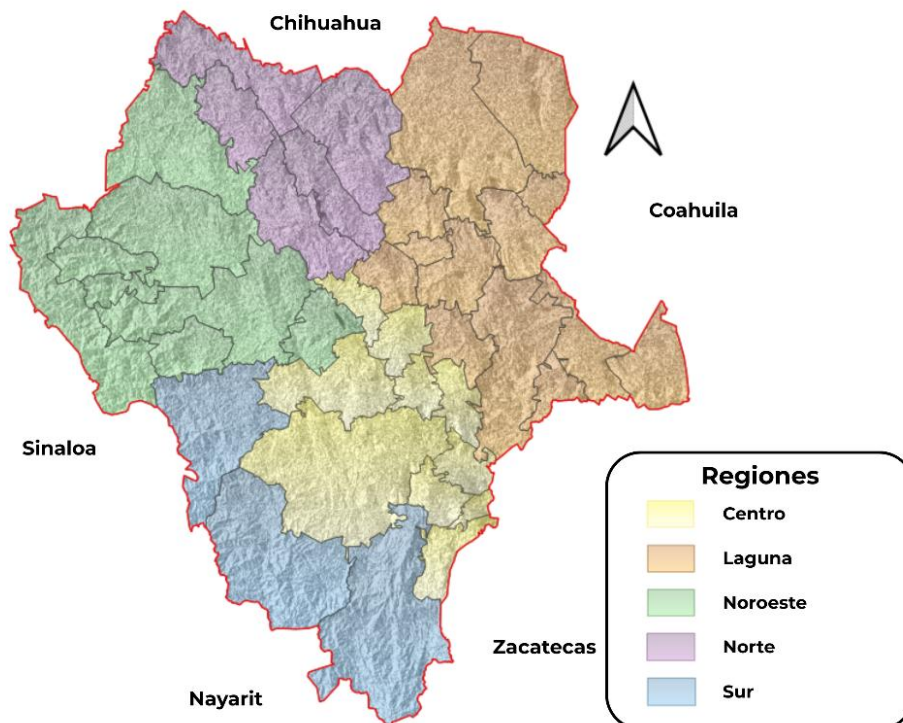 Chihuahua
Coahuila
Sinaloa
Zacatecas
Nayarit
Regiones
Centro
Laguna
Noroeste
Norte
Sur